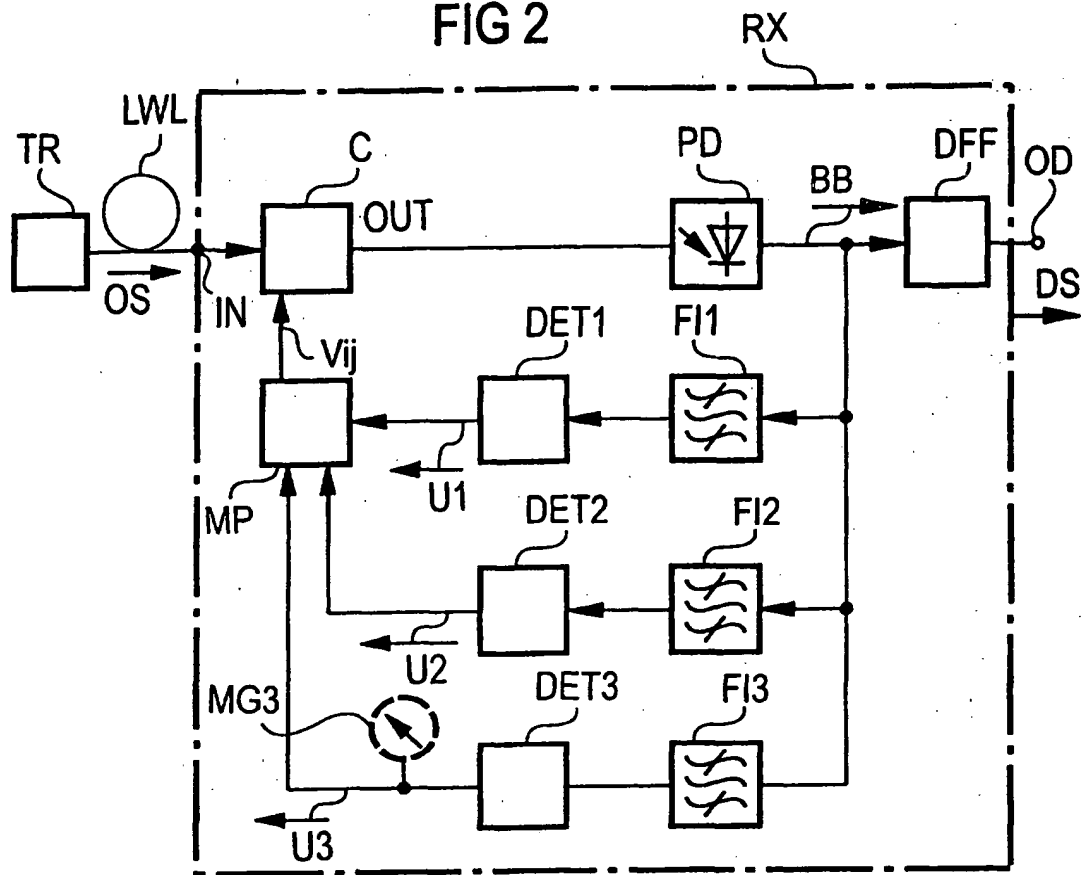 FIG 2
RX
LWL
TR
C
PD
DFF
OD
BB
OUT
OS
IN
DS
Vij
DET1
FI1
MP
U1
DET2
FI2
U2
MG3
DET3
FI3
U3